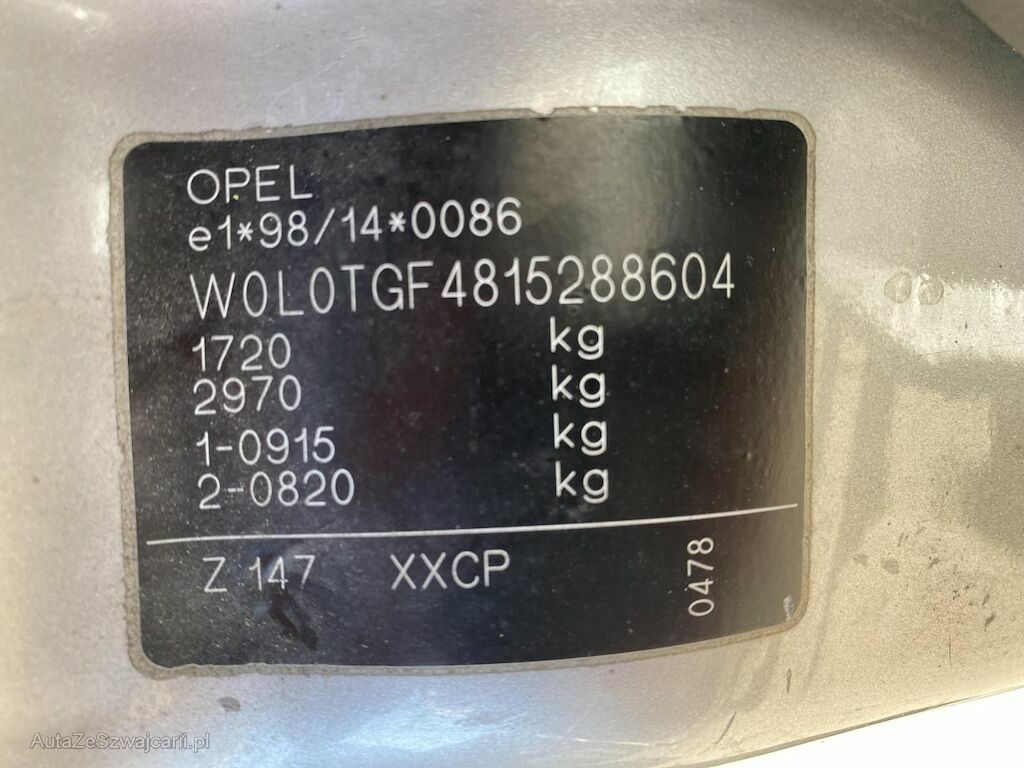 OPEL
e1*98/14*0086
W0L0TGF4815288604
1720 kg
2970 kg
1-0915 kg
2-0820 kg
Z 147 XXCP 0478
AutaZeSzwajcarii.pl